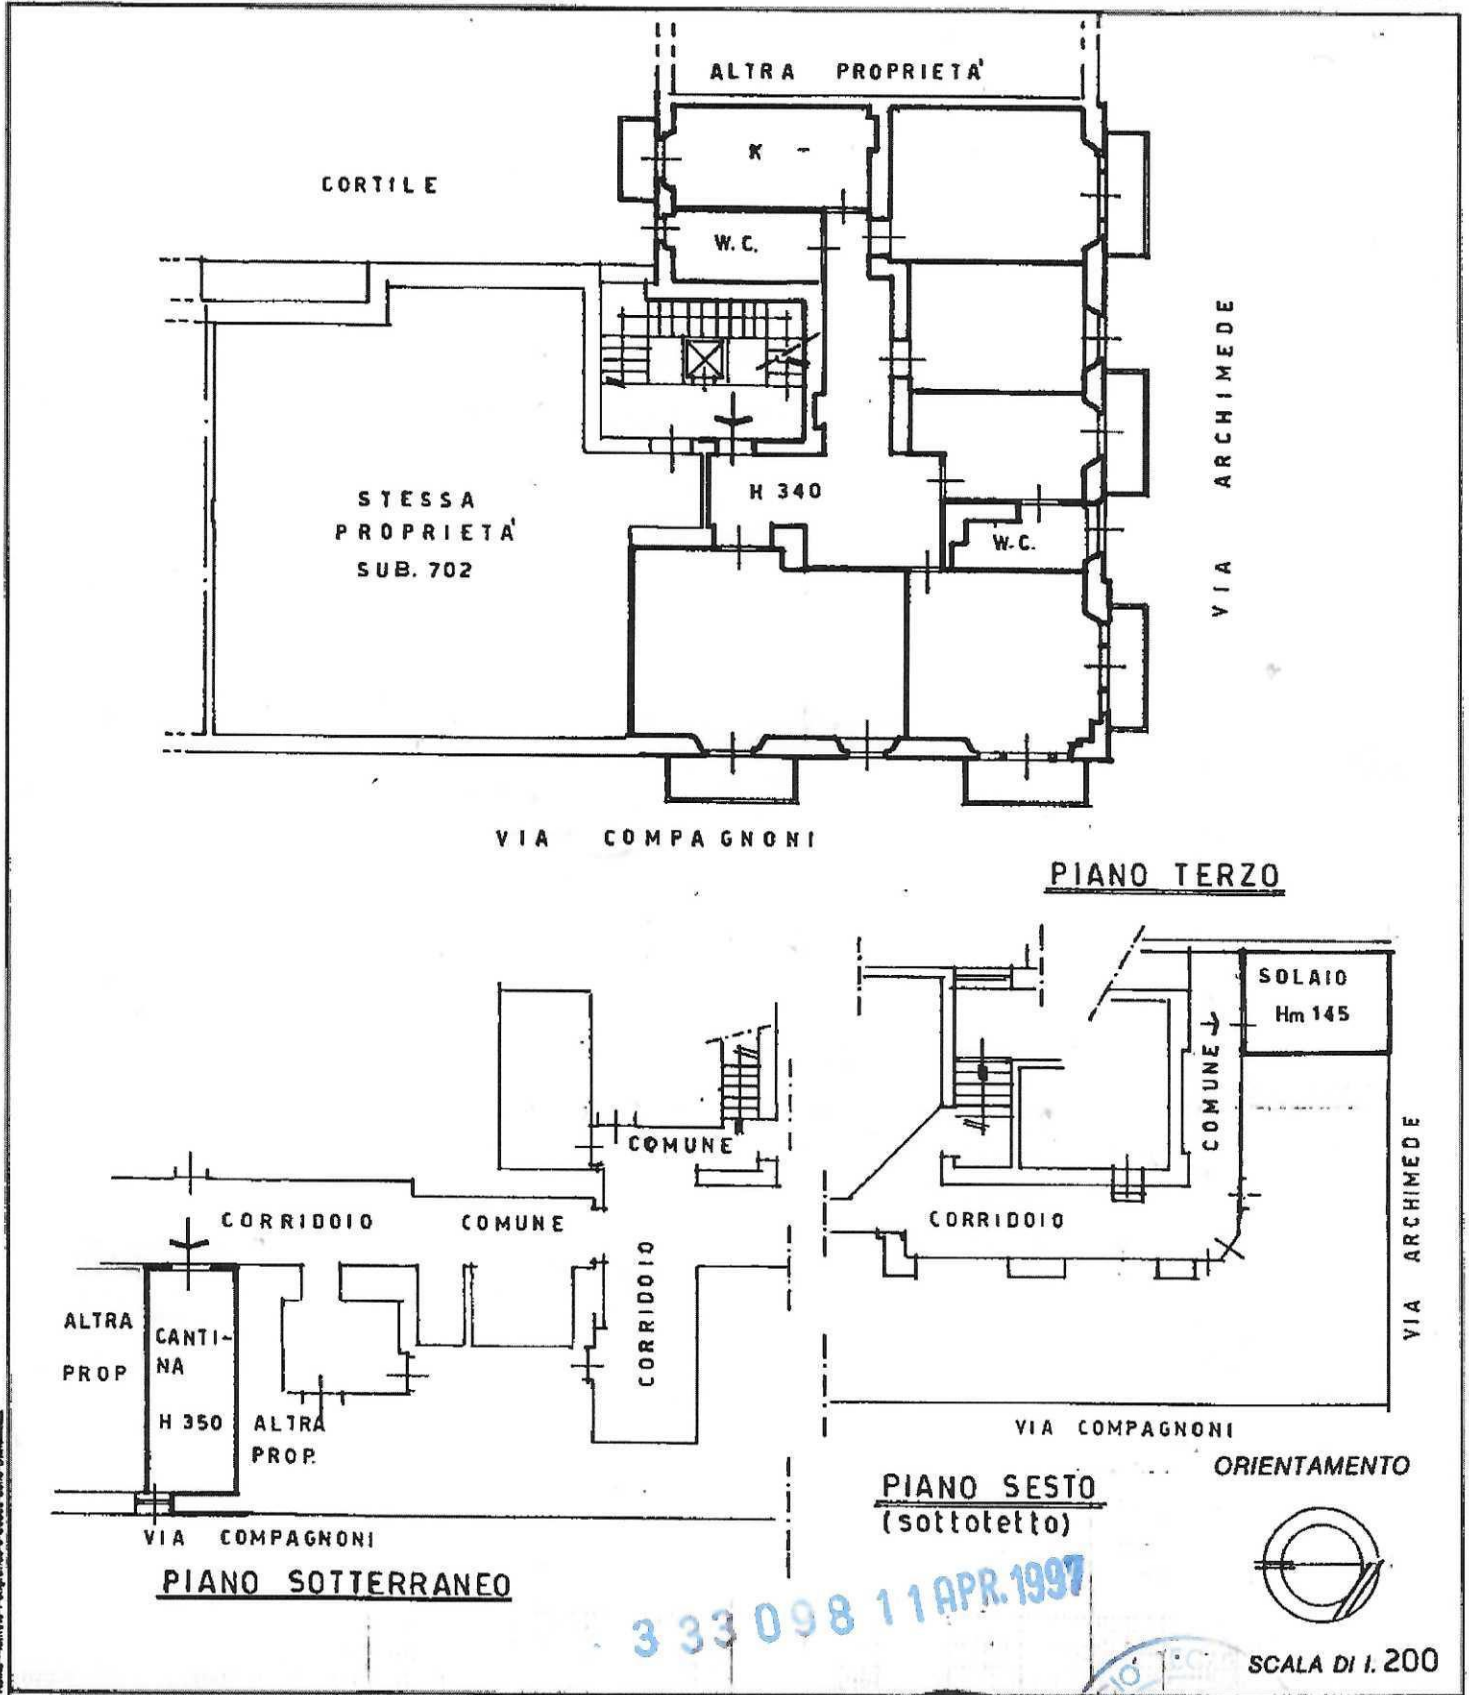 ALTRA PROPRIETA'
K -
CORTILE
W.C.
VIA ARCHIMEDE
H 340
STESSA
PROPRIETA'
SUB. 702
W.C.
VIA COMPAGNONI
PIANO TERZO
SOLAIO
Hm 145
COMUNE
COMUNE
VIA ARCHIMEDE
CORRIDOIO
COMUNE
CORRIDOIO
CORRIDOIO
ALTRA
PROP
CANTI-
NA
H 350
ALTRA
PROP.
VIA COMPAGNONI
VIA COMPAGNONI
PIANO SOTTERRANEO
PIANO SESTO
(sottotetto)
ORIENTAMENTO
333098 11 APR. 1997
SCALA DI 1: 200